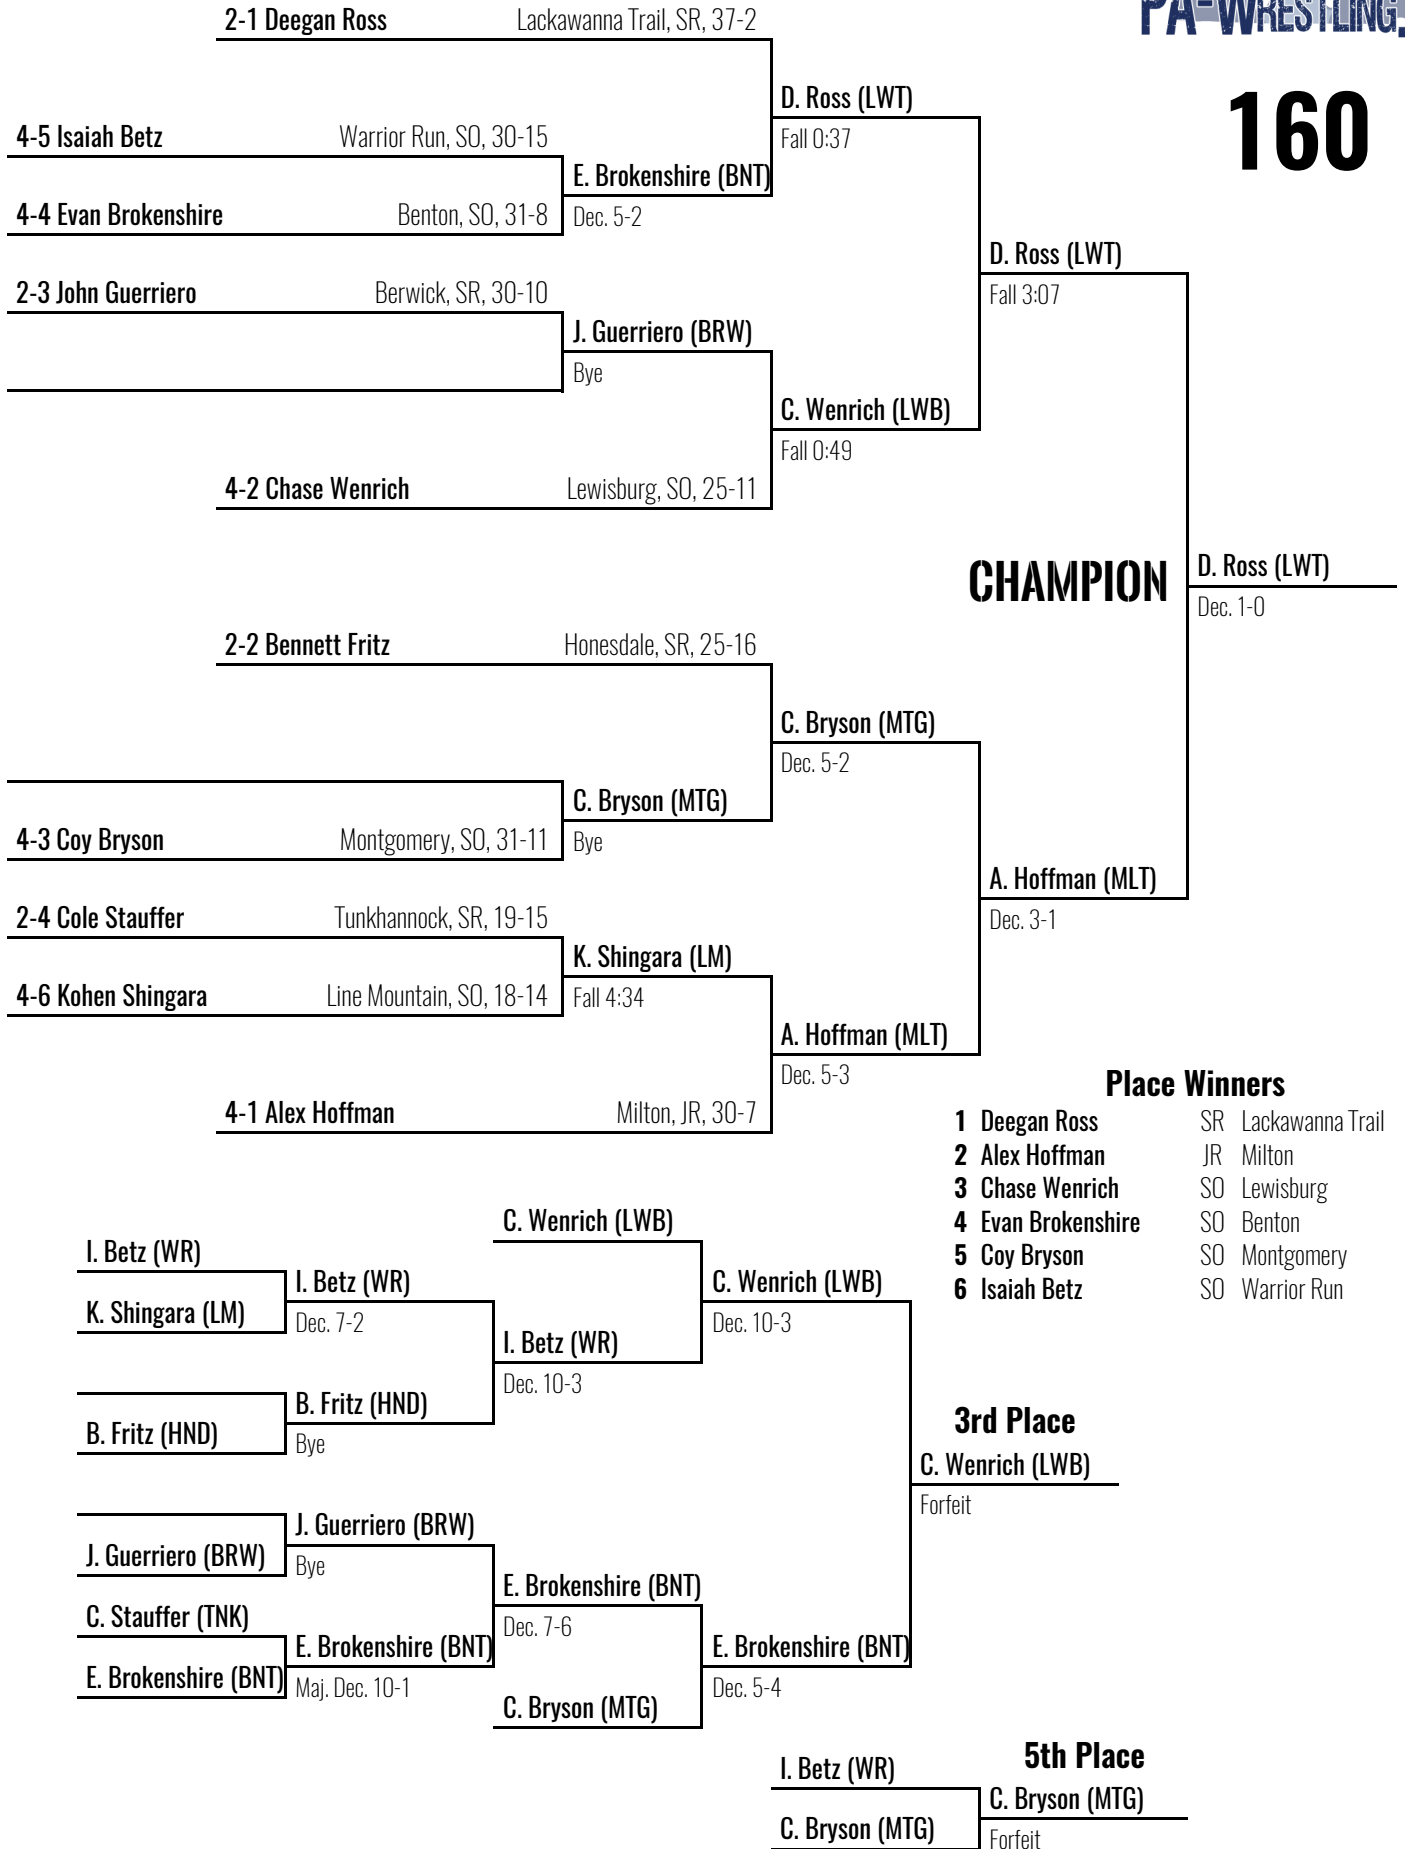 PA-WRESTLING.
160
2-1 Deegan Ross Lackawanna Trail, SR, 37-2
D. Ross (LWT)
Fall 0:37
4-5 Isaiah Betz Warrior Run, SO, 30-15
E. Brokenshire (BNT)
Dec. 5-2
4-4 Evan Brokenshire Benton, SO, 31-8
D. Ross (LWT)
Fall 3:07
2-3 John Guerriero Berwick, SR, 30-10
J. Guerriero (BRW)
Bye
C. Wenrich (LWB)
Fall 0:49
4-2 Chase Wenrich Lewisburg, SO, 25-11
CHAMPION
D. Ross (LWT)
Dec. 1-0
2-2 Bennett Fritz Honesdale, SR, 25-16
C. Bryson (MTG)
Dec. 5-2
C. Bryson (MTG)
Bye
4-3 Coy Bryson Montgomery, SO, 31-11
A. Hoffman (MLT)
Dec. 3-1
2-4 Cole Stauffer Tunkhannock, SR, 19-15
K. Shingara (LM)
Fall 4:34
4-6 Kohen Shingara Line Mountain, SO, 18-14
A. Hoffman (MLT)
Dec. 5-3
4-1 Alex Hoffman Milton, JR, 30-7
Place Winners
1 Deegan Ross SR Lackawanna Trail
2 Alex Hoffman JR Milton
3 Chase Wenrich SO Lewisburg
4 Evan Brokenshire SO Benton
5 Coy Bryson SO Montgomery
6 Isaiah Betz SO Warrior Run
C. Wenrich (LWB)
I. Betz (WR)
I. Betz (WR)
Dec. 7-2
K. Shingara (LM)
C. Wenrich (LWB)
Dec. 10-3
I. Betz (WR)
Dec. 10-3
B. Fritz (HND)
Bye
B. Fritz (HND)
3rd Place
C. Wenrich (LWB)
Forfeit
J. Guerriero (BRW)
Bye
J. Guerriero (BRW)
E. Brokenshire (BNT)
Dec. 7-6
C. Stauffer (TNK)
E. Brokenshire (BNT)
Maj. Dec. 10-1
E. Brokenshire (BNT)
E. Brokenshire (BNT)
Dec. 5-4
C. Bryson (MTG)
5th Place
I. Betz (WR)
C. Bryson (MTG)
Forfeit
C. Bryson (MTG)